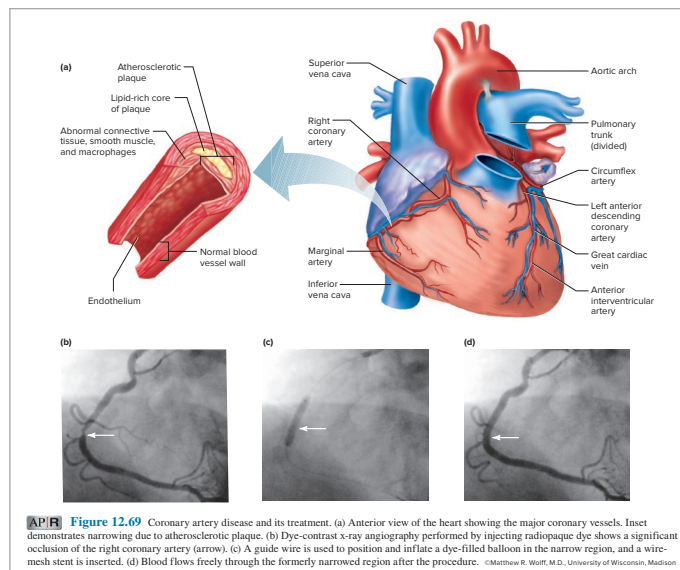 (a)
Atherosclerotic
plaque
Lipid-rich core
of plaque
Abnormal connective
tissue, smooth muscle,
and macrophages
Normal blood
vessel wall
Endothelium
Superior
vena cava
Right
coronary
artery
Marginal
artery
Inferior
vena cava
Aortic arch
Pulmonary
trunk
(divided)
Circumflex
artery
Left anterior
descending
coronary
artery
Great cardiac
vein
Anterior
interventricular
artery
(b)
(c)
(d)
AP|R Figure 12.69 Coronary artery disease and its treatment. (a) Anterior view of the heart showing the major coronary vessels. Inset
demonstrates narrowing due to atherosclerotic plaque. (b) Dye-contrast x-ray angiography performed by injecting radiopaque dye shows a significant
occlusion of the right coronary artery (arrow). (c) A guide wire is used to position and inflate a dye-filled balloon in the narrow region, and a wire-
mesh stent is inserted. (d) Blood flows freely through the formerly narrowed region after the procedure. ©Matthew R. Wolff, M.D., University of Wisconsin, Madison